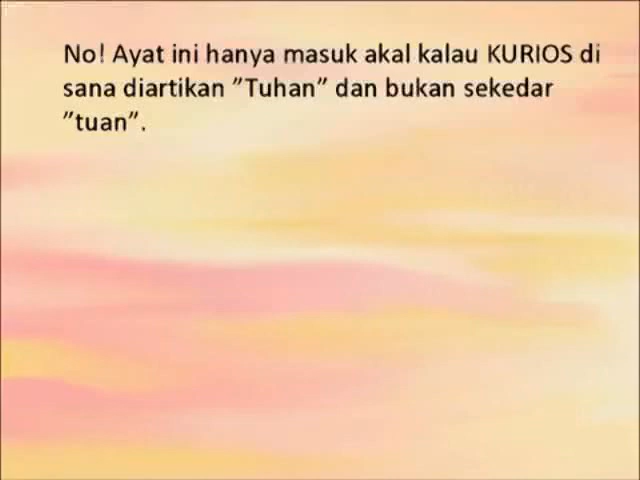 No! Ayat ini hanya masuk akal kalau KURIOS di
sana diartikan ”Tuhan” dan bukan sekedar
”tuan”.